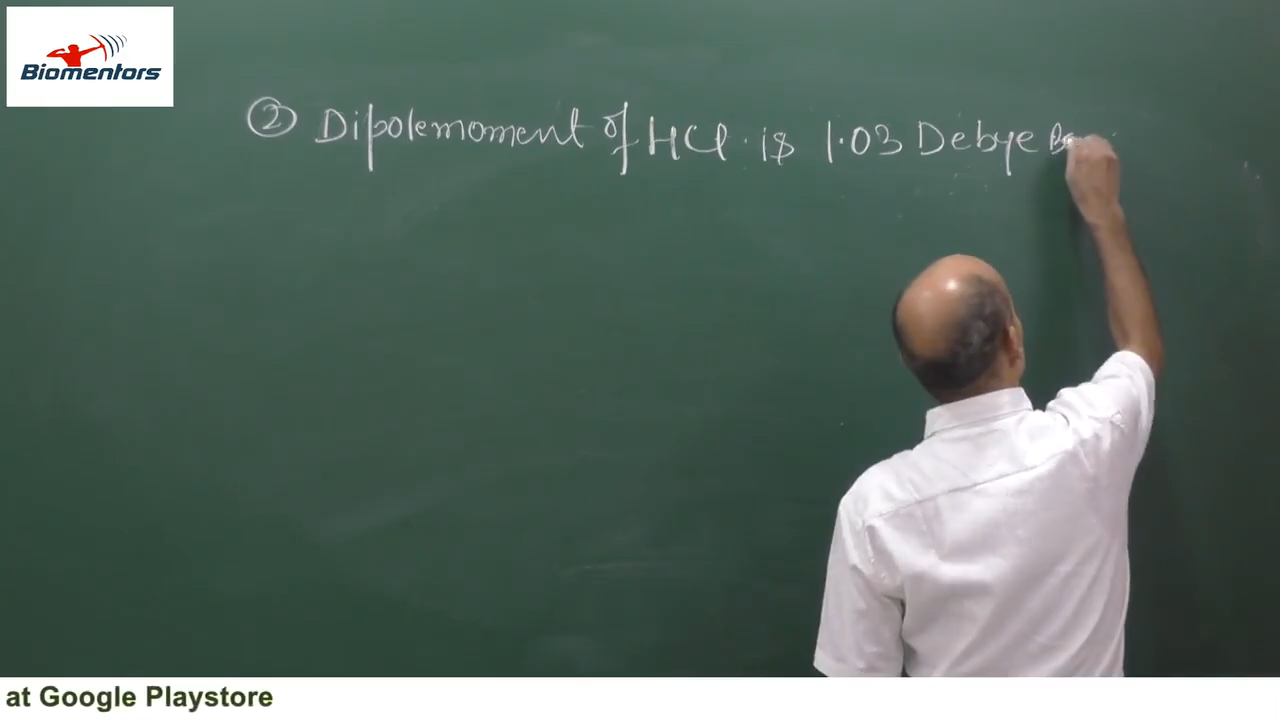 Biomentors
② Dipolemoment of HCl. is 1.03 Debye
at Google Playstore